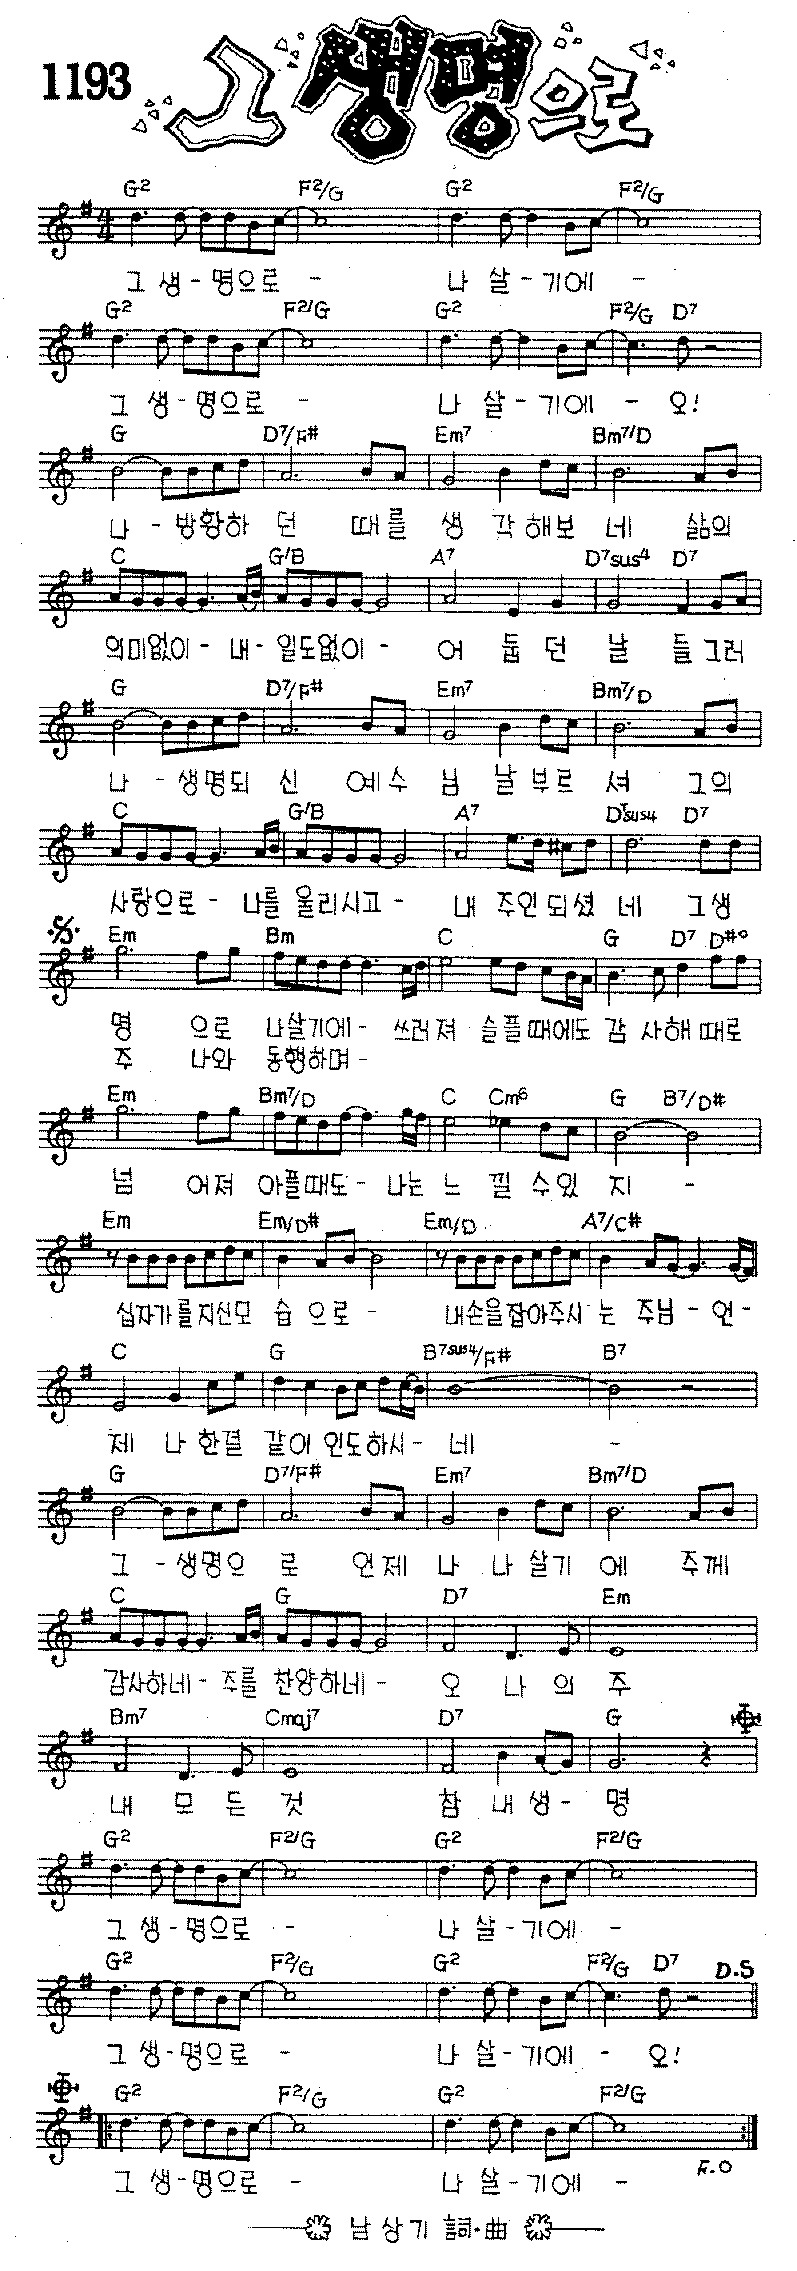 1193 그 생명으로
G2 F2/G G2 F2/G
그 생-명으로 - 나 살-기에 -
G2 F2/G G2 F2/G D7
그 생-명으로 - 나 살-기에 - 오!
G D7/F# Em7 Bm7/D
나 - 방황하 던 때를 생 각해보 네 삶의
C G/B A7 D7sus4 D7
의미없이- 내-일도없이- 어 둡 던 날 들그러
G D7/F# Em7 Bm7/D
나 - 생명되 신 예수 님 날부르 셔 그의
C G/B A7 D7sus4 D7
사랑으로- 나를 울리시고- 내 주인되셨 네 그생
Em Bm C G D7 D#o
명 으로 나살기에- 쓰러져 슬플때에도 감 사해때로
주 나와 동행하며-
Em Bm7/D C Cm6 G B7/D#
넘 어져 아플때도- 나는 느 낄 수있 지 -
Em Em/D# Em/D A7/C#
십자가를지신모 습 으로- 내손을잡아주시 는 주님-언-
C G B7sus4/F# B7
제 나 한결 같이 인도하시- 네 -
G D7/F# Em7 Bm7/D
그 -생명으 로 언제 나 나 살기 에 주께
C G D7 Em
감사하네- 주를 찬양하네- 오 나 의 주
Bm7 Cmaj7 D7 G
내 모 든 것 참 내 생- 명
G2 F2/G G2 F2/G
그 생-명으로 - 나 살-기에 -
G2 F2/G G2 F2/G D7 D.S
그 생-명으로 - 나 살-기에 - 오!
G2 F2/G G2 F2/G
그 생-명으로 - 나 살-기에 - F.O
남상기 詞·曲